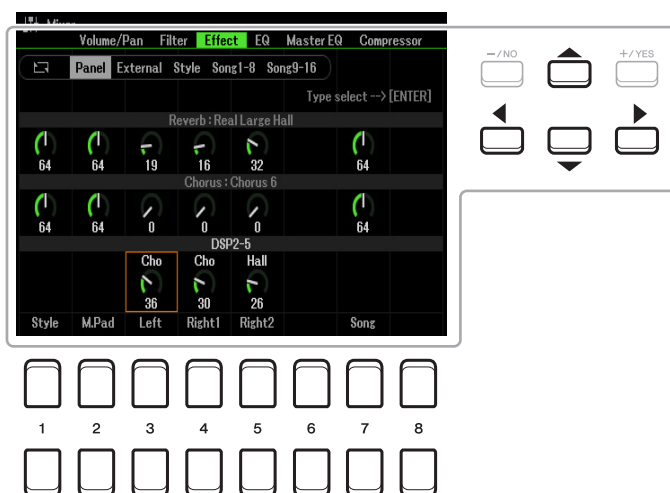 Mixer
Volume/Pan Filter Effect EQ Master EQ Compressor
Panel External Style Song1-8 Song9-16
Type select --> [ENTER]
Reverb : Real Large Hall
64 64 19 16 32 64
Chorus : Chorus 6
64 64 0 0 0 64
DSP2-5
Cho Cho Hall
36 30 26
Style M.Pad Left Right1 Right2 Song
-/NO +/YES
1 2 3 4 5 6 7 8